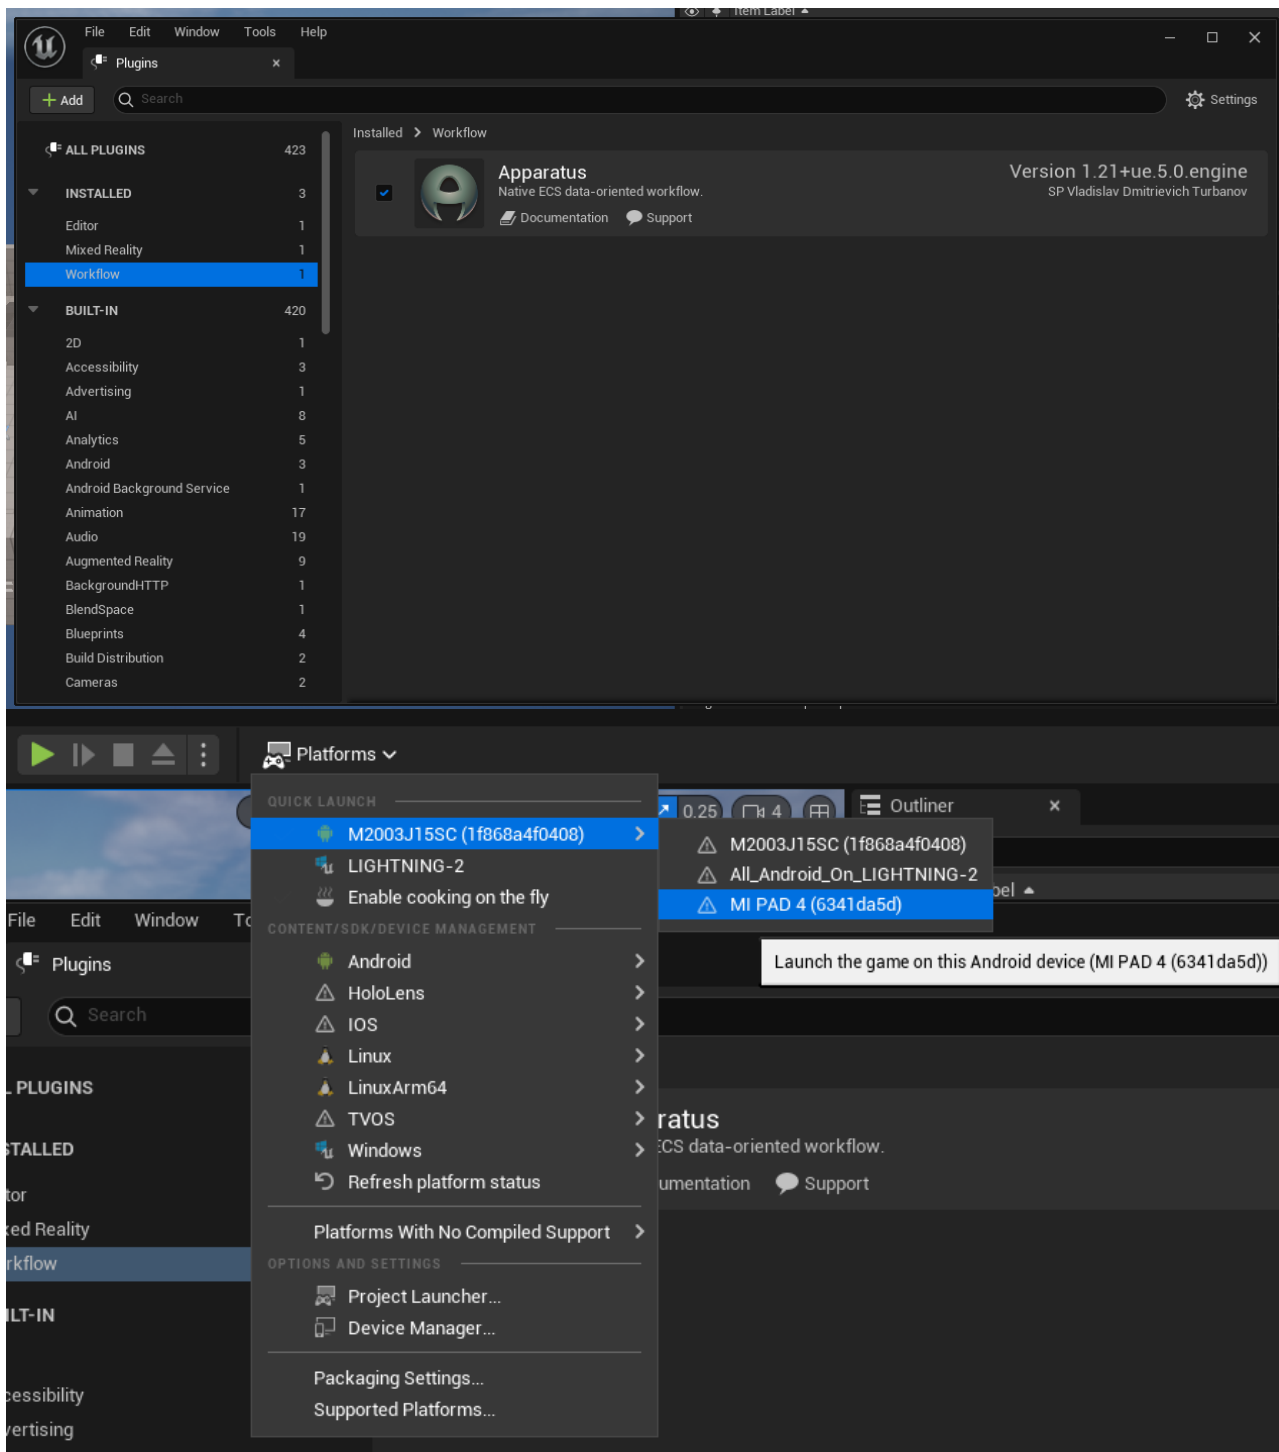 Item Label
File Edit Window Tools Help
Plugins
Add Search Settings
Installed > Workflow
ALL PLUGINS 423
Apparatus Version 1.21+ue.5.0.engine
Native ECS data-oriented workflow. SP Vladislav Dmitrievich Turbanov
INSTALLED 3
Documentation Support
Editor 1
Mixed Reality 1
Workflow 1
BUILT-IN 420
2D 1
Accessibility 3
Advertising 1
AI 8
Analytics 5
Android 3
Android Background Service 1
Animation 17
Audio 19
Augmented Reality 9
BackgroundHTTP 1
BlendSpace 1
Blueprints 4
Build Distribution 2
Cameras 2
Platforms
QUICK LAUNCH
0.25 4 Outliner
M2003J15SC (1f868a4f0408)
M2003J15SC (1f868a4f0408)
LIGHTNING-2
All_Android_On_LIGHTNING-2
bel
Enable cooking on the fly
MI PAD 4 (6341da5d)
File Edit Window To
CONTENT/SDK/DEVICE MANAGEMENT
Plugins
Android
Launch the game on this Android device (MI PAD 4 (6341da5d))
HoloLens
Search
IOS
Linux
L PLUGINS
LinuxArm64
TVOS
ratus
STALLED
Windows
ECS data-oriented workflow.
Refresh platform status
umentation Support
tor
xed Reality
Platforms With No Compiled Support
rkflow
OPTIONS AND SETTINGS
Project Launcher...
ILT-IN
Device Manager...
Packaging Settings...
cessibility
Supported Platforms...
vertising